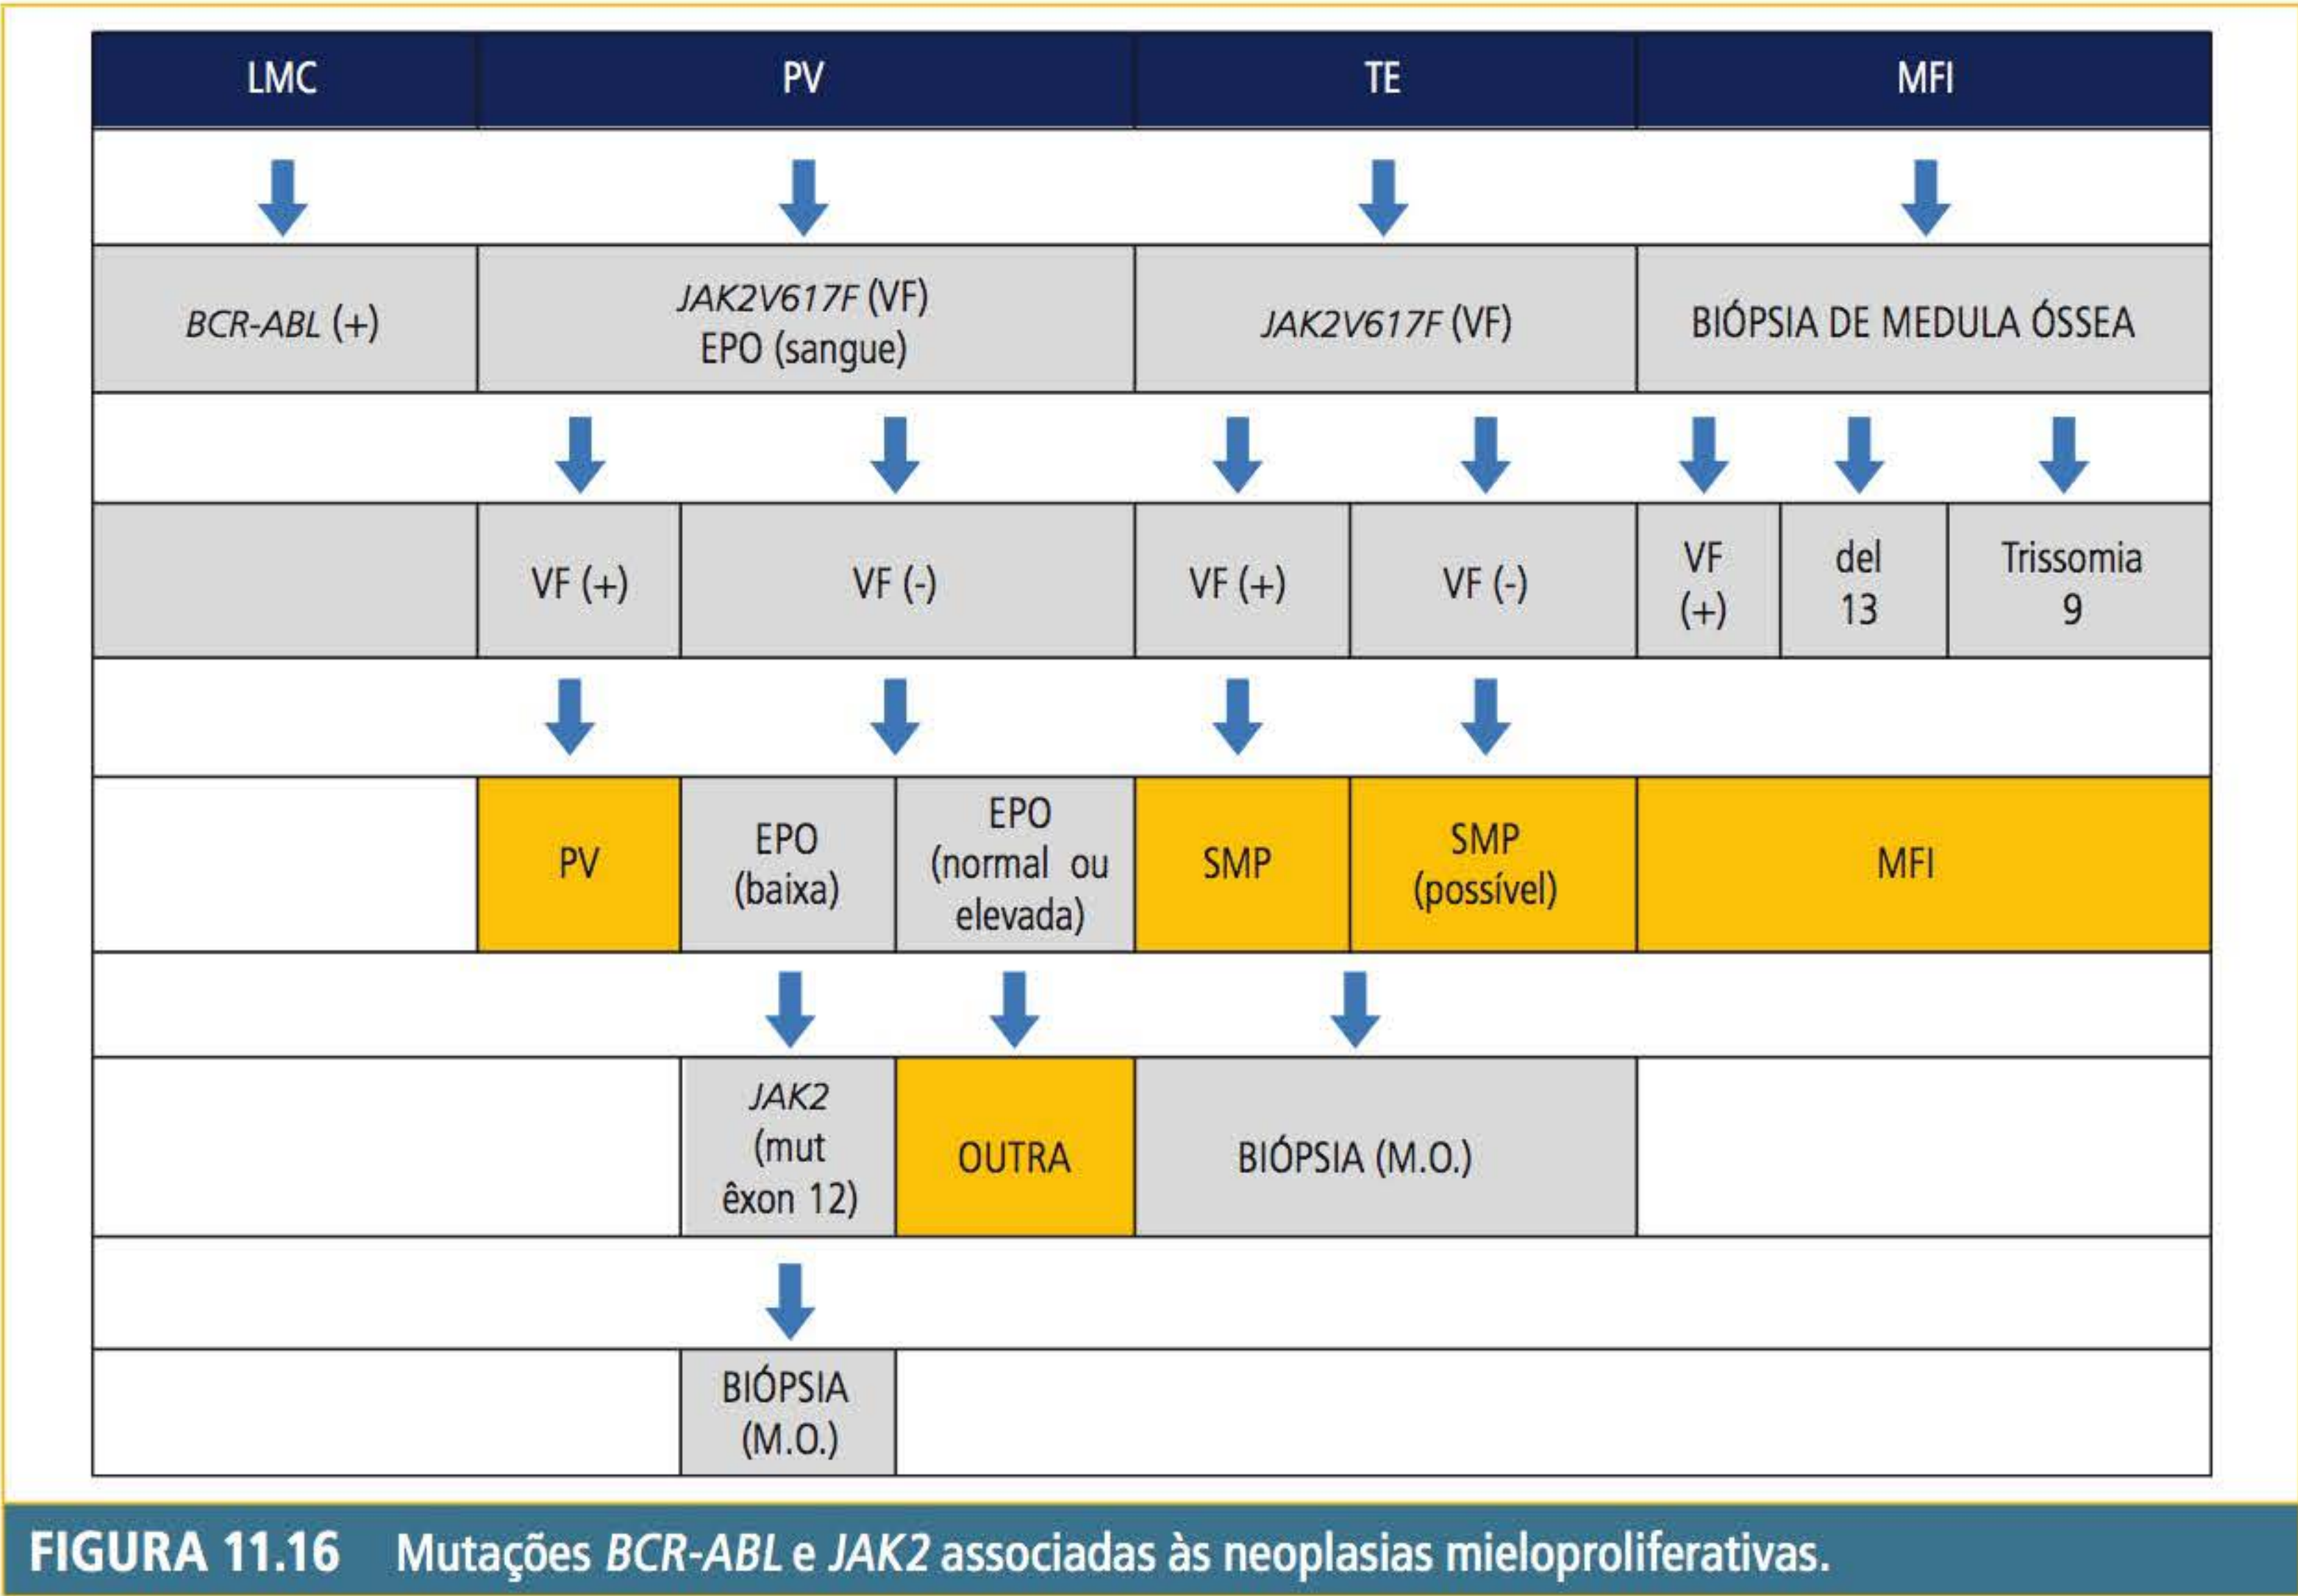 LMC
PV
TE
MFI
BCR-ABL (+)
JAK2V617F (VF)
EPO (sangue)
JAK2V617F (VF)
BIÓPSIA DE MEDULA ÓSSEA
VF (+)
VF (-)
VF (+)
VF (-)
VF
(+)
del
13
Trissomia
9
PV
EPO
(baixa)
EPO
(normal ou
elevada)
SMP
SMP
(possível)
MFI
JAK2
(mut
êxon 12)
OUTRA
BIÓPSIA (M.O.)
BIÓPSIA
(M.O.)
FIGURA 11.16 Mutações BCR-ABL e JAK2 associadas às neoplasias mieloproliferativas.